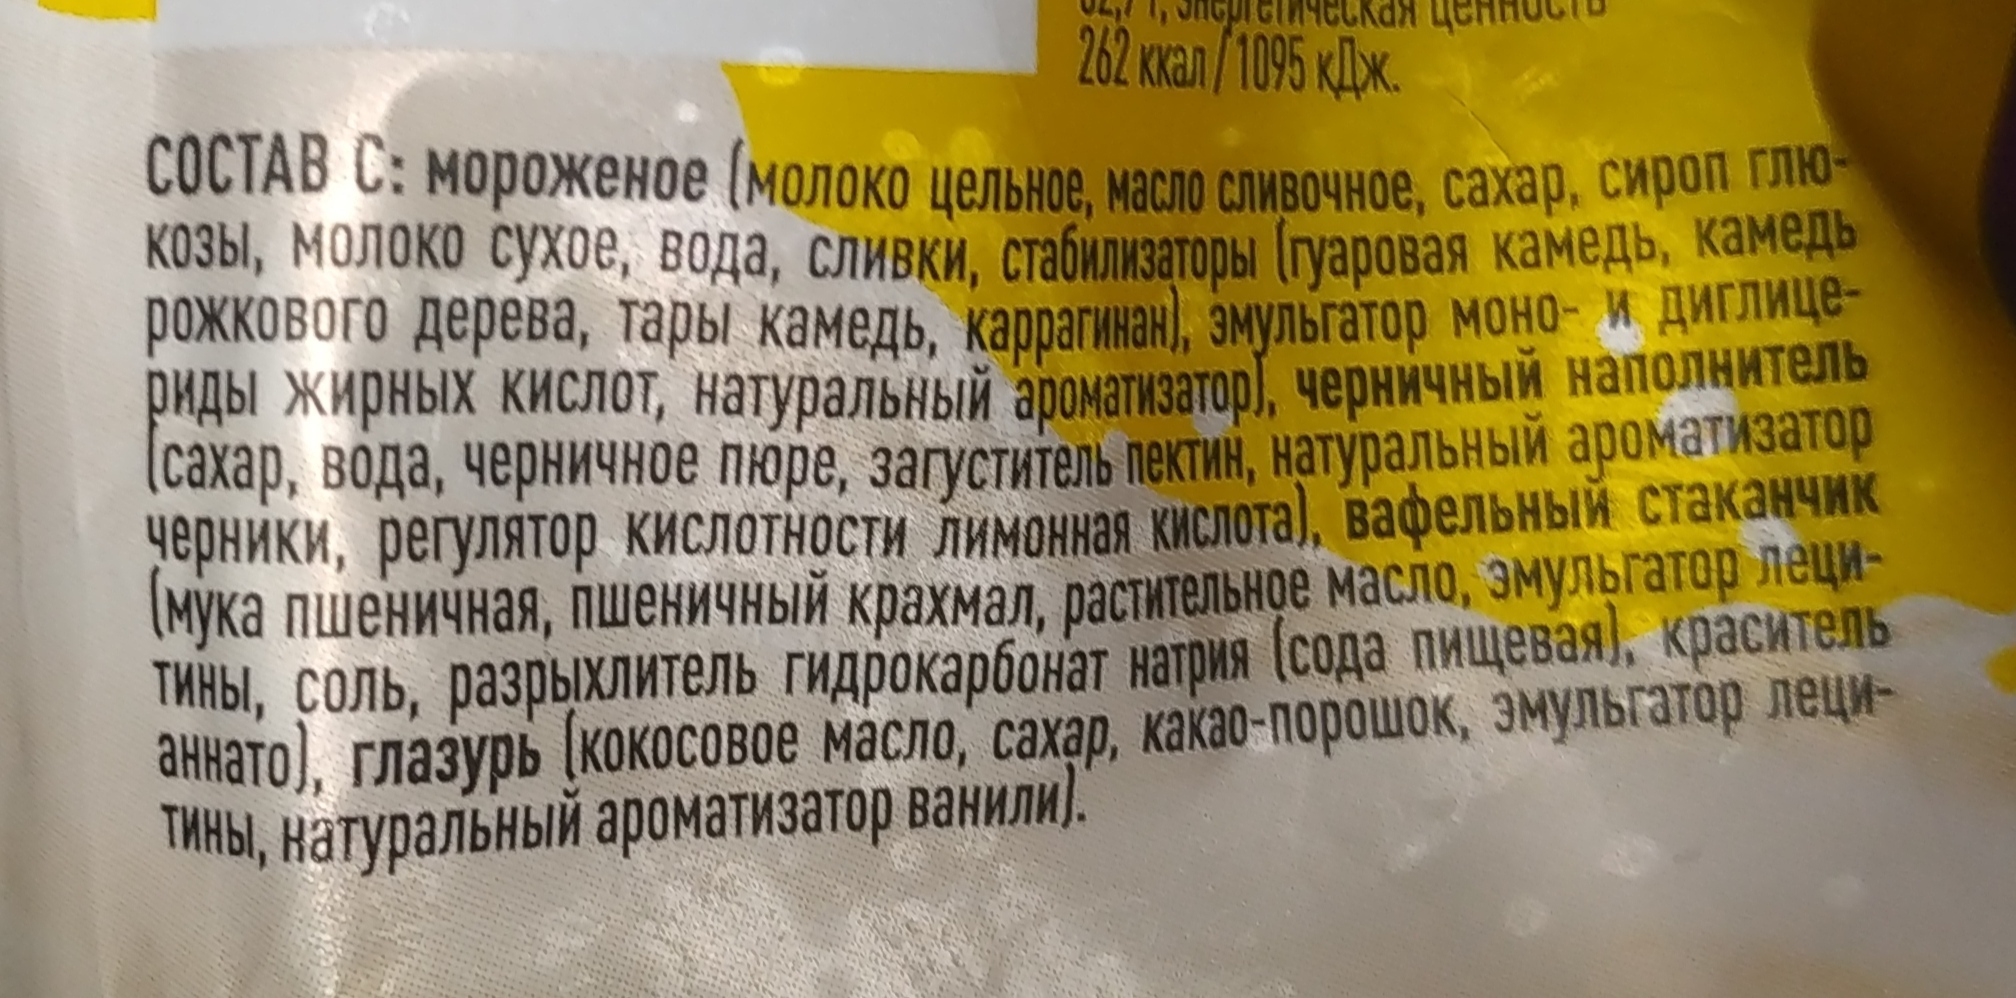 энергетическая ценность
262 ккал/1095 кДж.
СОСТАВ С: мороженое (молоко цельное, масло сливочное, сахар, сироп глю-
козы, молоко сухое, вода, сливки, стабилизаторы (гуаровая камедь, камедь
рожкового дерева, тары камедь, каррагинан), эмульгатор моно- и диглице-
риды жирных кислот, натуральный ароматизатор), черничный наполнитель
(сахар, вода, черничное пюре, загуститель пектин, натуральный ароматизатор
черники, регулятор кислотности лимонная кислота), вафельный стаканчик
(мука пшеничная, пшеничный крахмал, растительное масло, эмульгатор леци-
тины, соль, разрыхлитель гидрокарбонат натрия (сода пищевая), краситель
аннато), глазурь (кокосовое масло, сахар, какао-порошок, эмульгатор леци-
тины, натуральный ароматизатор ванили).